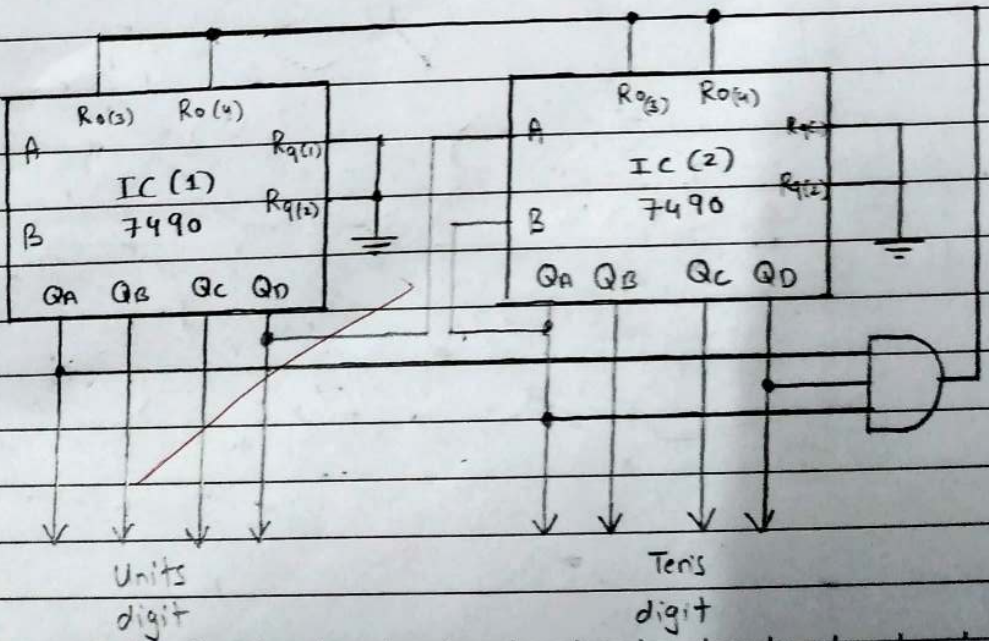 Ro(3) Ro(4)
A
Rq(1)
IC (1)
Rq(2)
B
7490
QA QB QC QD
Ro(3) Ro(4)
A
IC (2)
Rq(2)
7490
B
QA QB QC QD
Units
digit
Ten's
digit